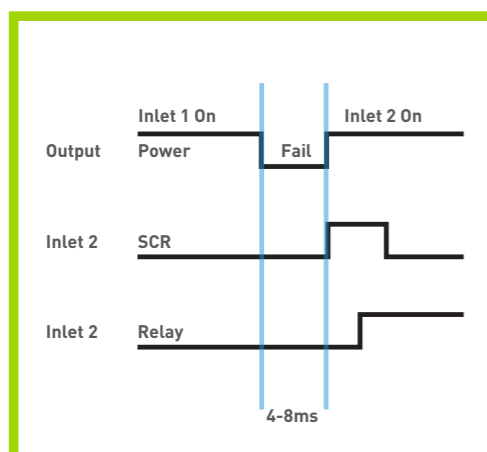 Inlet 1 On Inlet 2 On
Output Power Fail
Inlet 2 SCR
Inlet 2 Relay
4-8ms